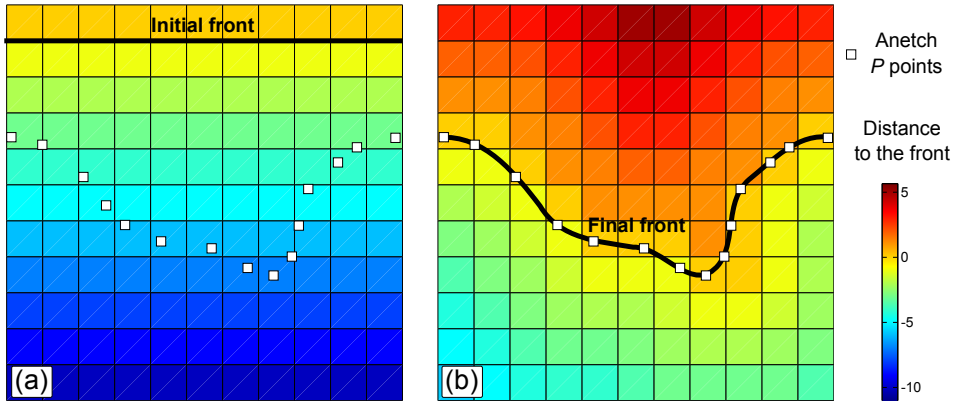 Initial front
(a)
Final front
(b)
Anetch
P points
Distance
to the front
5
0
-5
-10